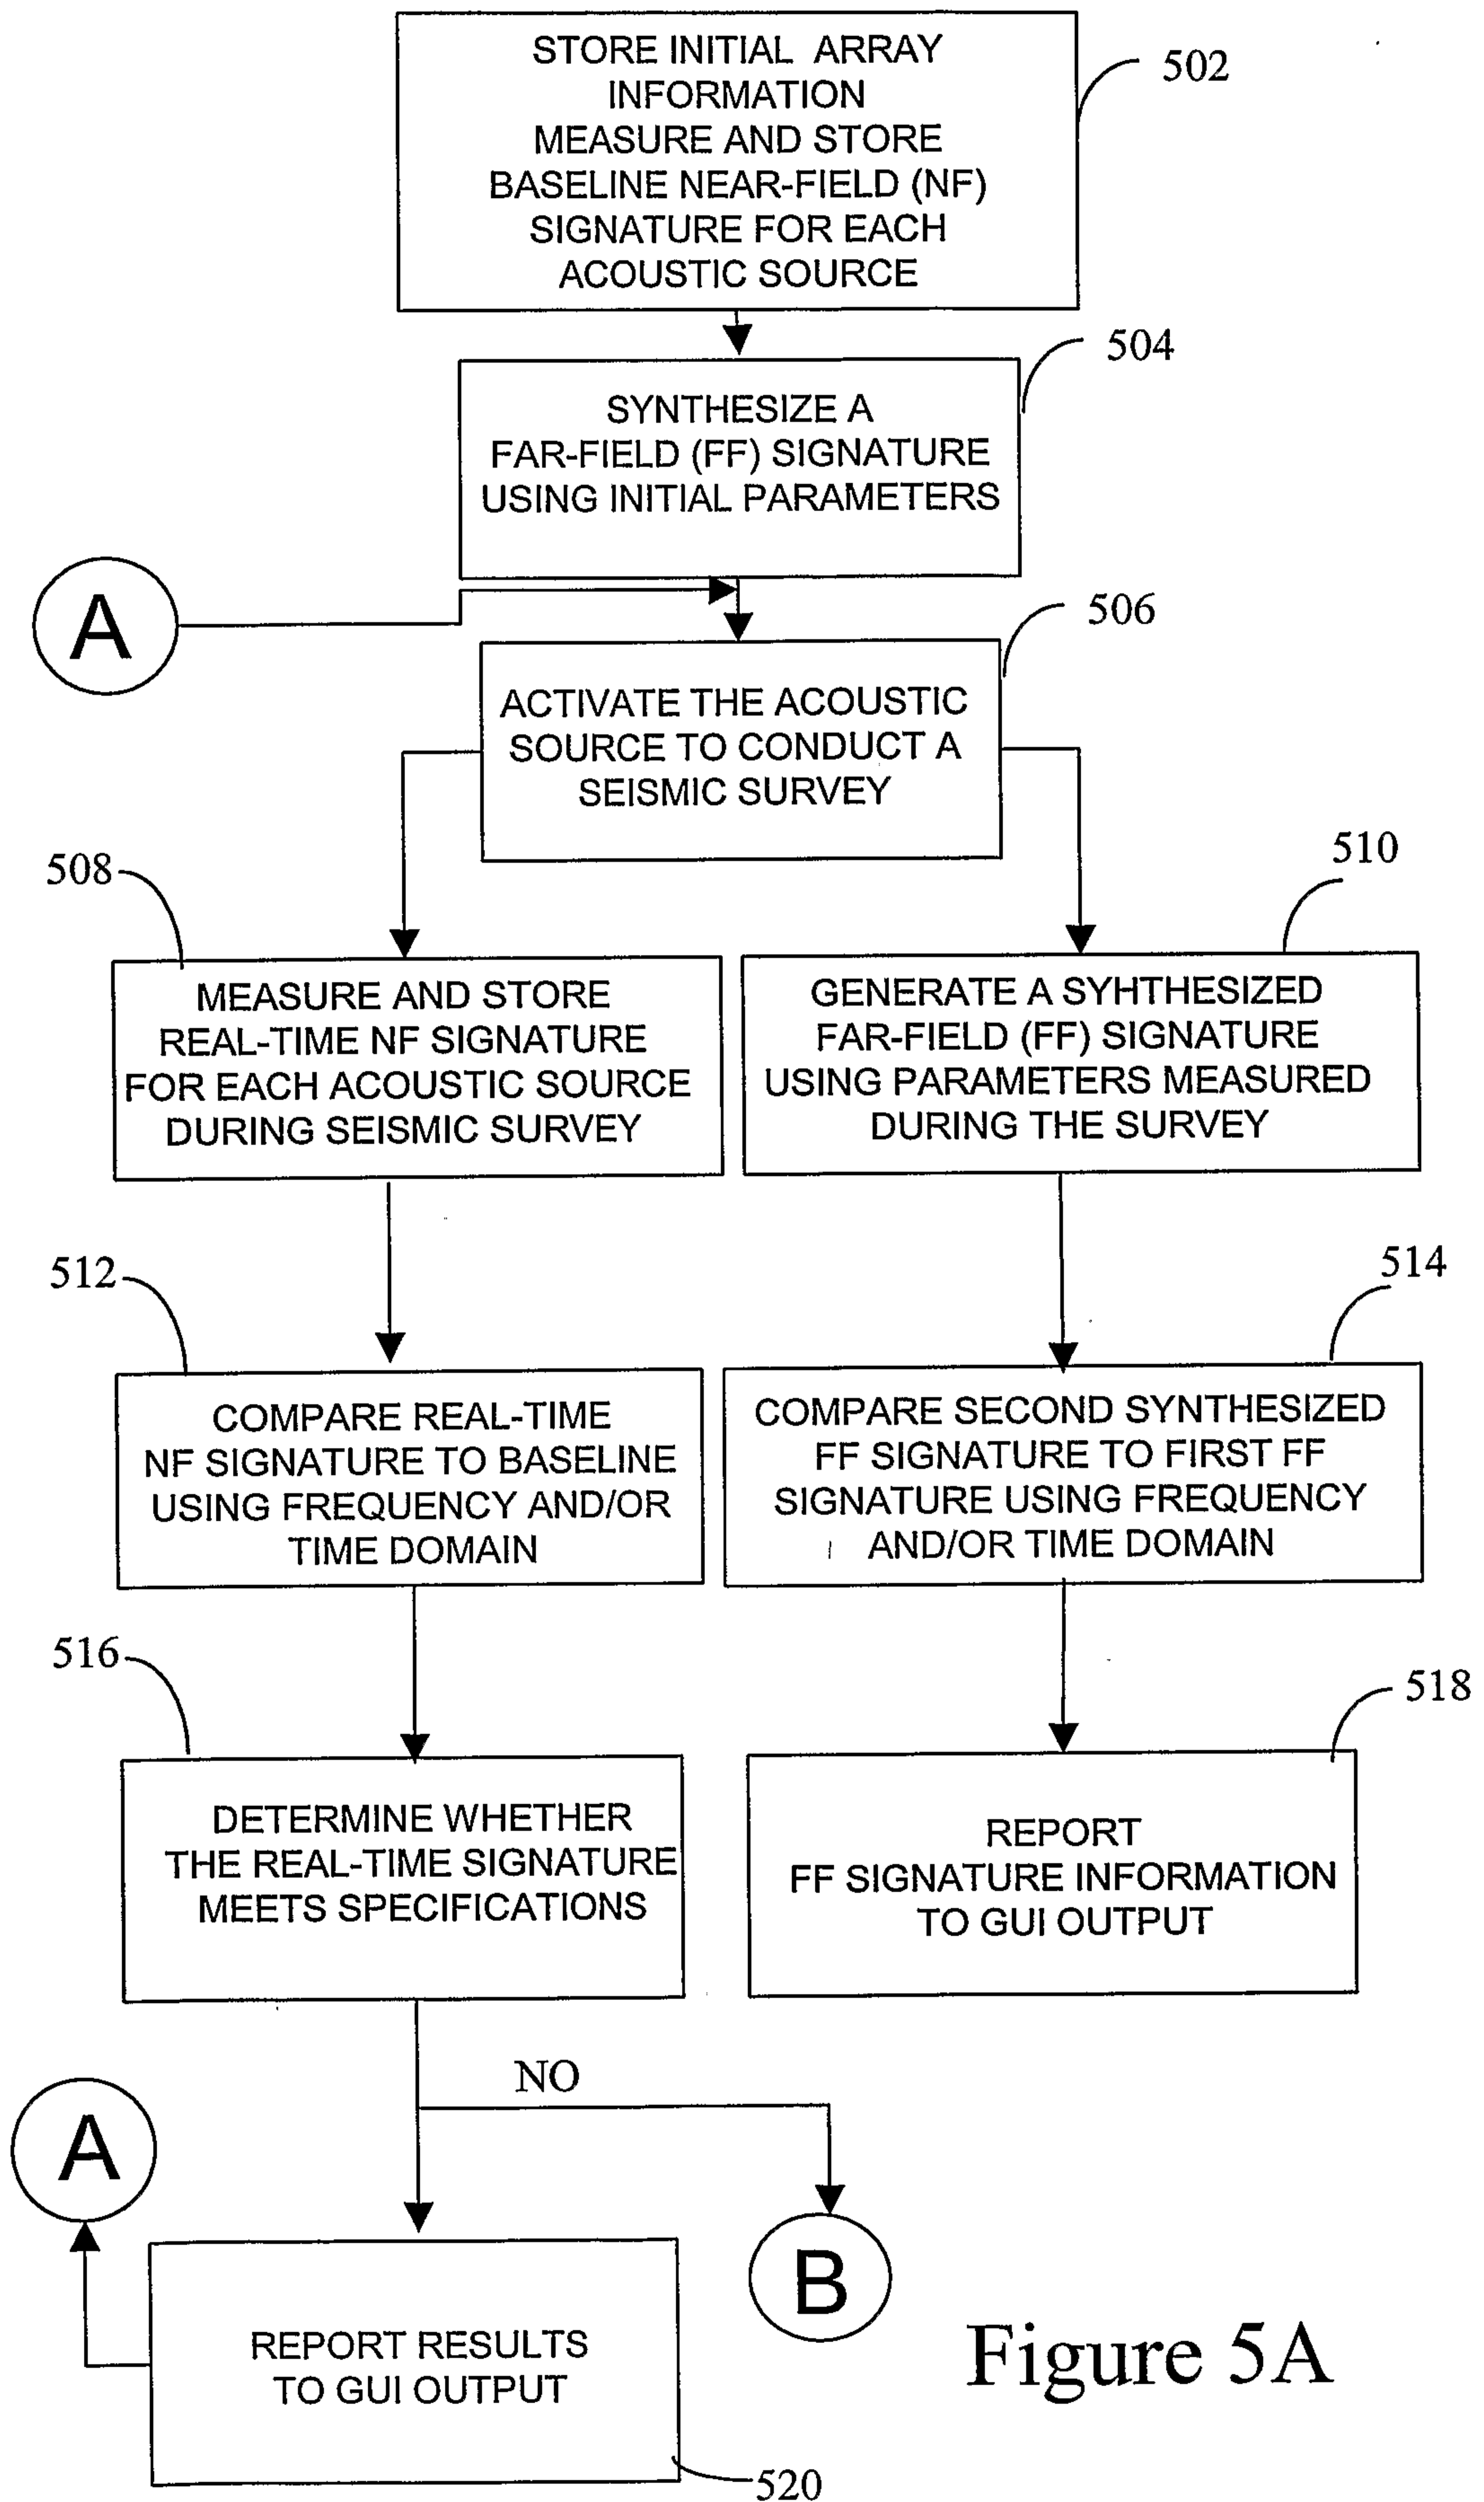 STORE INITIAL ARRAY
INFORMATION
MEASURE AND STORE
BASELINE NEAR-FIELD (NF)
SIGNATURE FOR EACH
ACOUSTIC SOURCE
502
504
SYNTHESIZE A
FAR-FIELD (FF) SIGNATURE
USING INITIAL PARAMETERS
A
506
ACTIVATE THE ACOUSTIC
SOURCE TO CONDUCT A
SEISMIC SURVEY
508
510
MEASURE AND STORE
REAL-TIME NF SIGNATURE
FOR EACH ACOUSTIC SOURCE
DURING SEISMIC SURVEY
GENERATE A SYHTHESIZED
FAR-FIELD (FF) SIGNATURE
USING PARAMETERS MEASURED
DURING THE SURVEY
512
514
COMPARE REAL-TIME
NF SIGNATURE TO BASELINE
USING FREQUENCY AND/OR
TIME DOMAIN
COMPARE SECOND SYNTHESIZED
FF SIGNATURE TO FIRST FF
SIGNATURE USING FREQUENCY
AND/OR TIME DOMAIN
516
518
DETERMINE WHETHER
THE REAL-TIME SIGNATURE
MEETS SPECIFICATIONS
REPORT
FF SIGNATURE INFORMATION
TO GUI OUTPUT
NO
A
B
REPORT RESULTS
TO GUI OUTPUT
520
Figure 5A